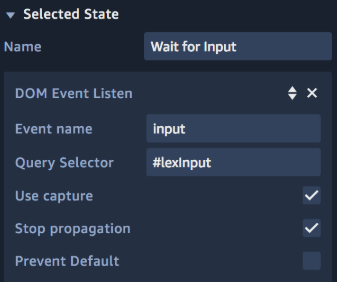 Selected State
Name Wait for Input
DOM Event Listen
Event name input
Query Selector #lexInput
Use capture
Stop propagation
Prevent Default